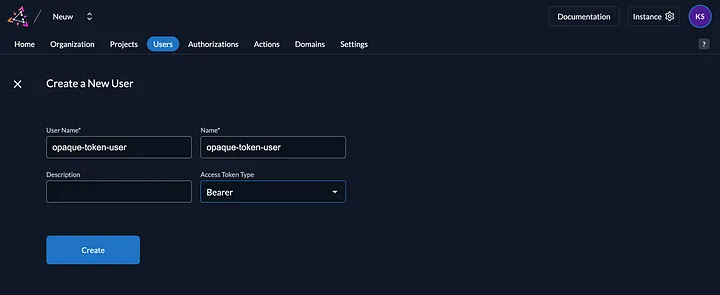 / Neuw Documentation Instance KS
Home Organization Projects Users Authorizations Actions Domains Settings ?
Create a New User
User Name* Name*
opaque-token-user opaque-token-user
Description Access Token Type
Bearer
Create